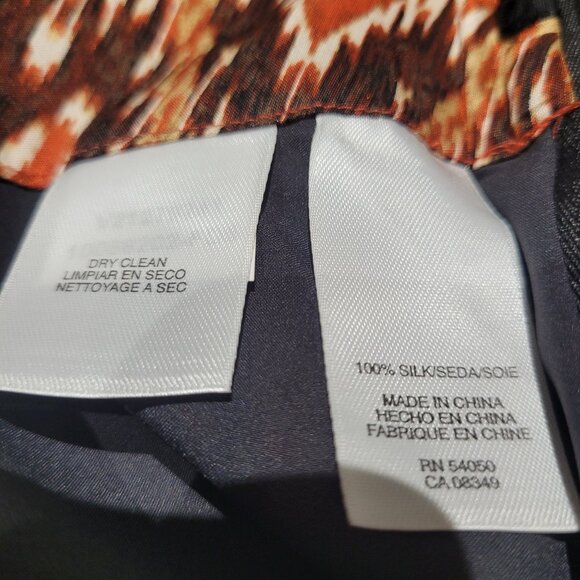 DRY CLEAN
LIMPIAR EN SECO
NETTOYAGE A SEC
100% SILK/SEDA/SOIE
MADE IN CHINA
HECHO EN CHINA
FABRIQUE EN CHINE
RN 54050
CA 08349